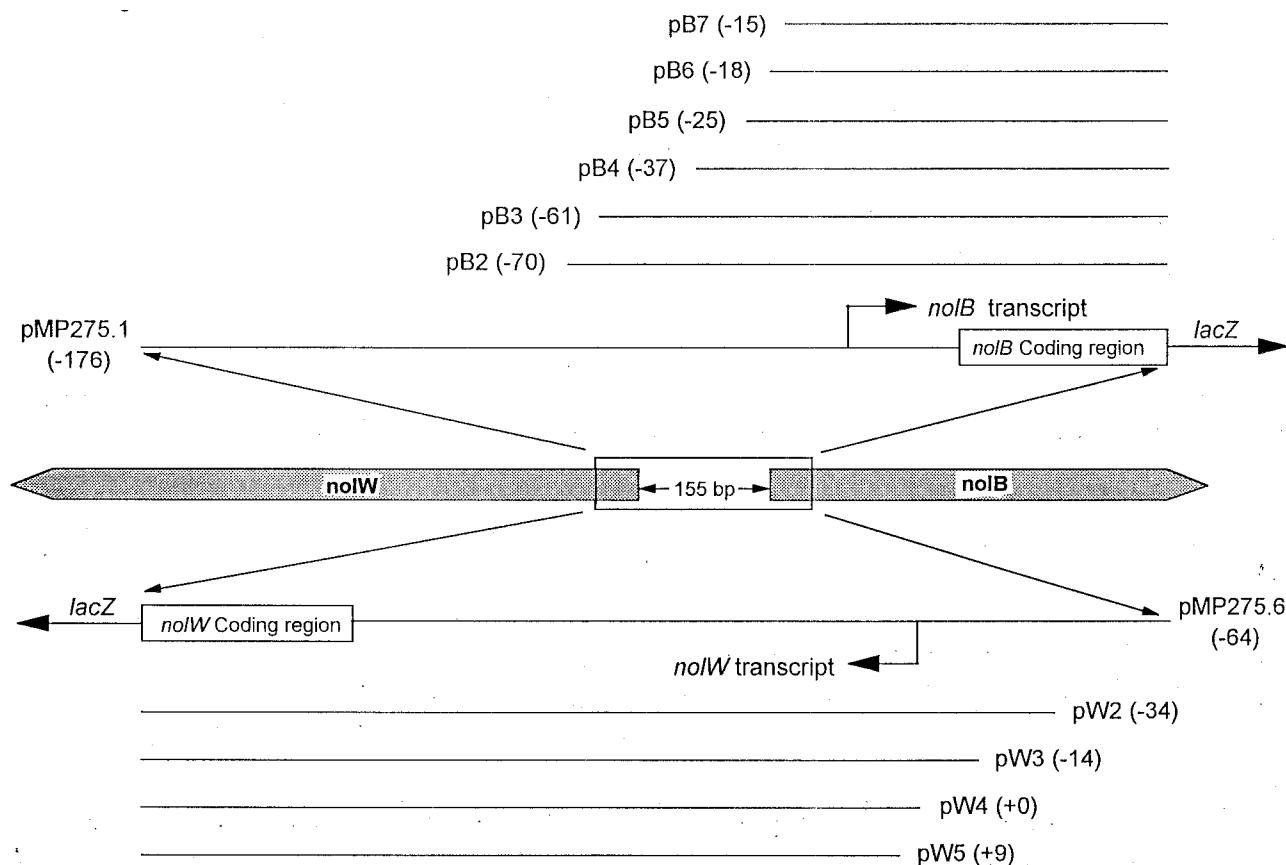 pB7 (-15)
pB6 (-18)
pB5 (-25)
pB4 (-37)
pB3 (-61)
pB2 (-70)
pMP275.1
(-176)
nolB transcript
nolB Coding region
lacZ
nolW
155 bp
nolB
lacZ
nolW Coding region
nolW transcript
pMP275.6
(-64)
pW2 (-34)
pW3 (-14)
pW4 (+0)
pW5 (+9)